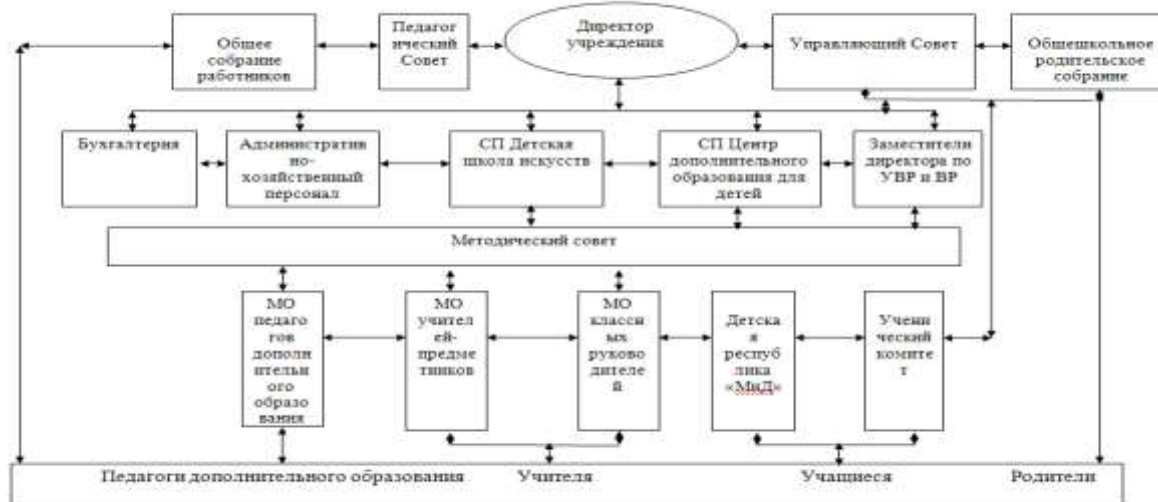 Общее
собрание
работников
Педагог
ический
Совет
Директор
учреждения
Управляющий Совет
Общешкольное
родительское
собрание
Бухгалтерия
Административ
но-
хозяйственный
персонал
СП Детская
школа искусств
СП Центр
дополнительного
образования для
детей
Заместители
директора по
УВР и ВР
Методический совет
МО
педаго
гов
дополн
ительн
ого
образо
вания
МО
учител
ей-
предме
тников
МО
классн
ых
руково
дителе
й
Детска
я
респуб
лика
«МиД»
Учени
ческий
комите
т
Педагоги дополнительного образования Учителя Учащиеся Родители